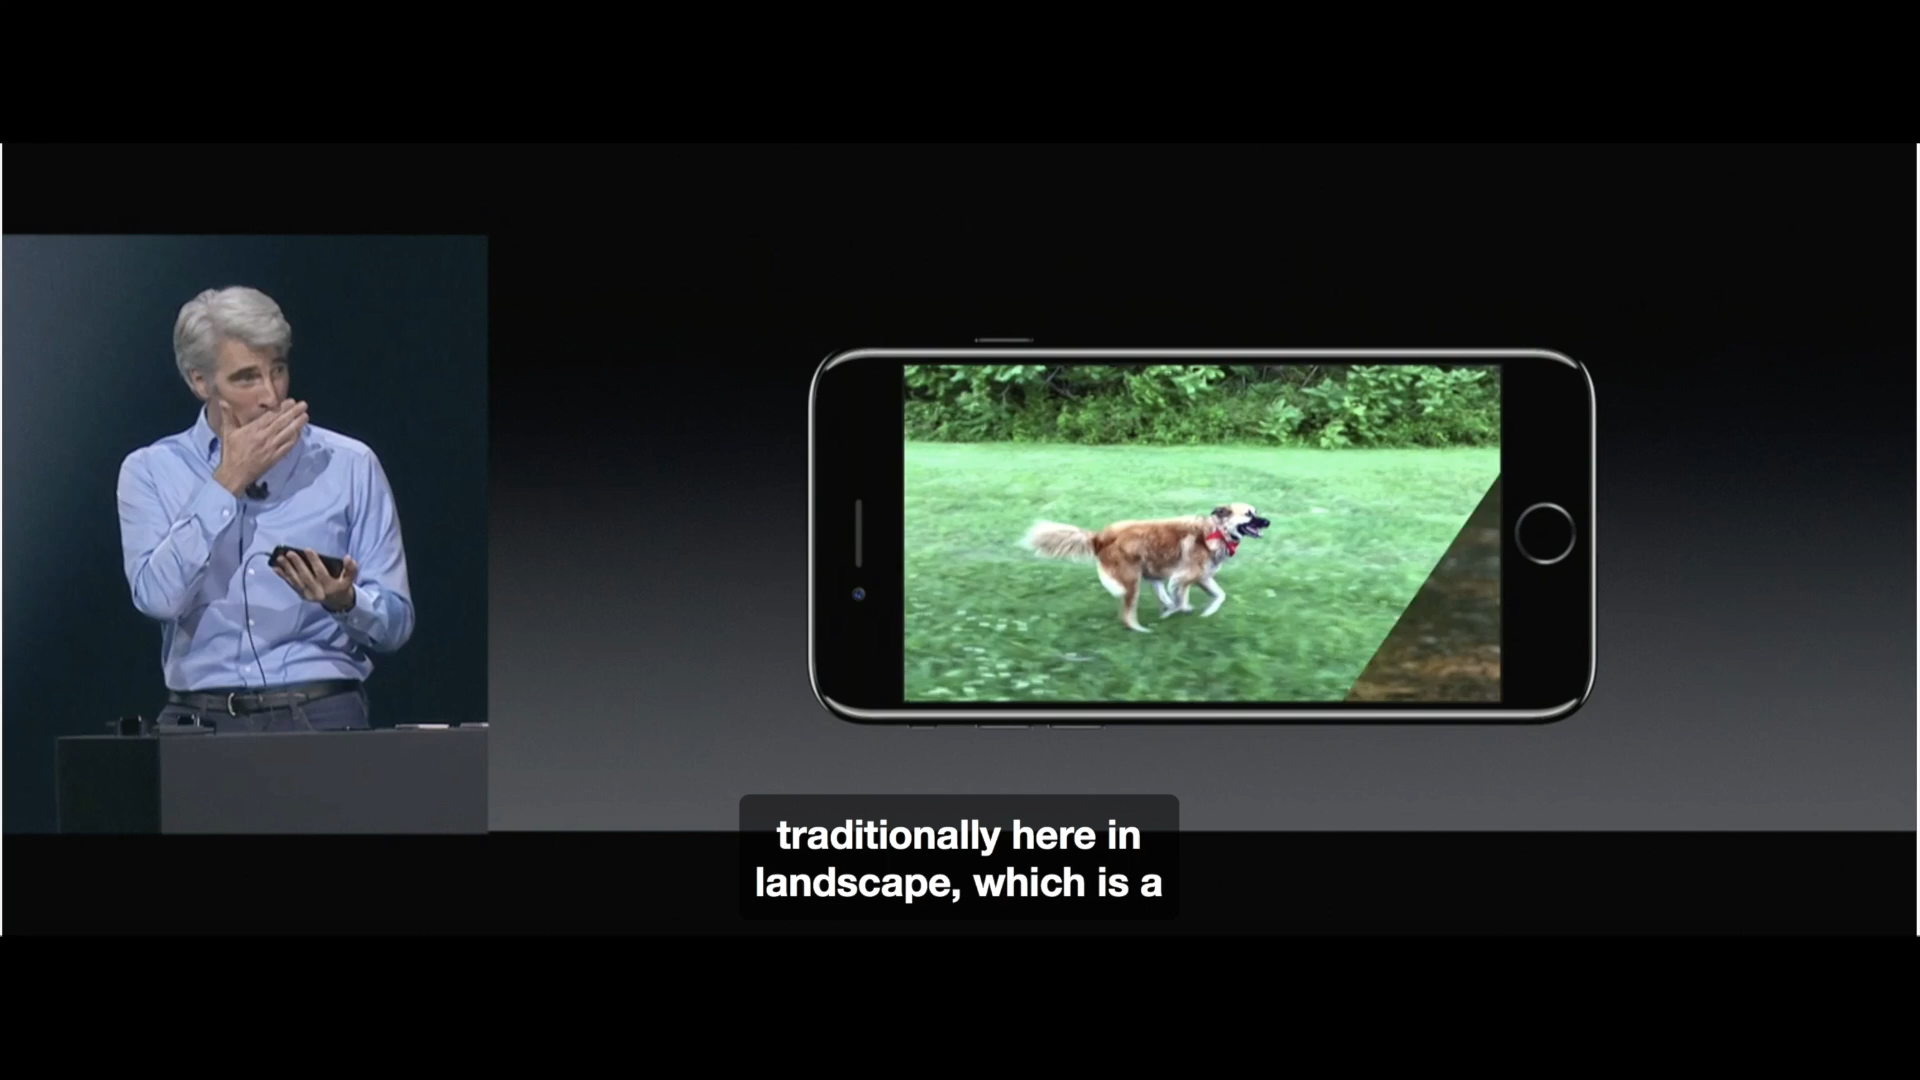 traditionally here in
landscape, which is a